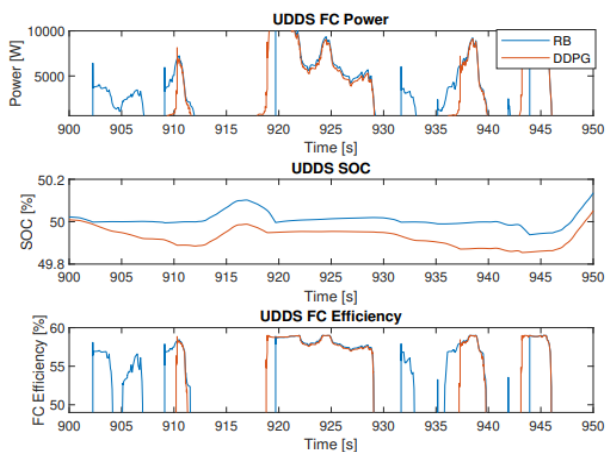 UDDS FC Power
Power [W]
10000
5000
RB
DDPG
900 905 910 915 920 925 930 935 940 945 950
Time [s]
UDDS SOC
SOC [%]
50.2
50
49.8
900 905 910 915 920 925 930 935 940 945 950
Time [s]
UDDS FC Efficiency
FC Efficiency [%]
60
55
50
900 905 910 915 920 925 930 935 940 945 950
Time [s]